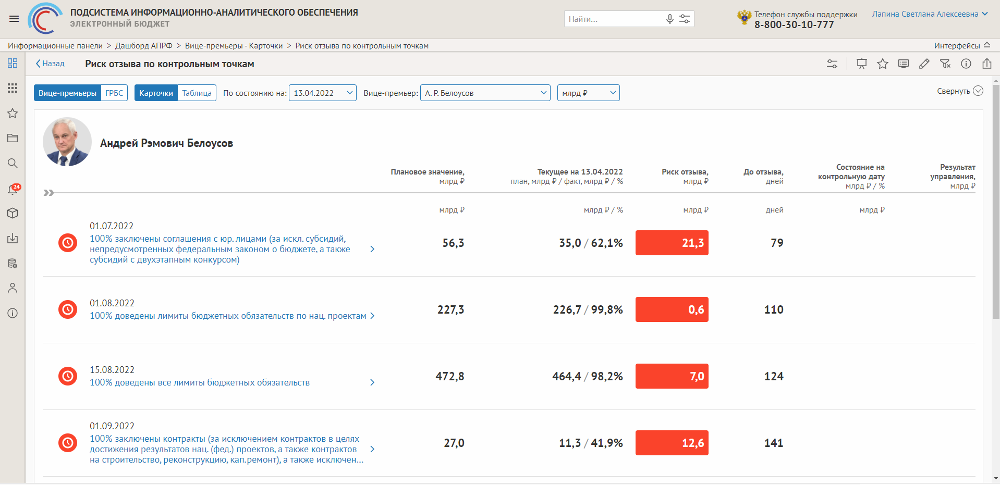 ПОДСИСТЕМА ИНФОРМАЦИОННО-АНАЛИТИЧЕСКОГО ОБЕСПЕЧЕНИЯ
ЭЛЕКТРОННЫЙ БЮДЖЕТ
Найти...
Телефон службы поддержки
8-800-30-10-777
Лапина Светлана Алексеевна
Информационные панели > Дашборд АПРФ > Вице-премьеры - Карточки > Риск отзыва по контрольным точкам
Интерфейсы
Назад
Риск отзыва по контрольным точкам
Вице-премьеры ГРБС Карточки Таблица По состоянию на: 13.04.2022 Вице-премьер: А. Р. Белоусов млрд ₽
Свернуть
24
Андрей Рэмович Белоусов
Плановое значение,
млрд ₽
Текущее на 13.04.2022
план, млрд ₽ / факт, млрд ₽ / %
Риск отзыва,
млрд ₽
До отзыва,
дней
Состояние на
контрольную дату
млрд ₽ / %
Результат
управления,
млрд ₽
млрд ₽ млрд ₽ / % млрд ₽ дней млрд ₽
01.07.2022
100% заключены соглашения с юр. лицами (за искл. субсидий,
непредусмотренных федеральным законом о бюджете, а также
субсидий с двухэтапным конкурсом)
56,3 35,0 / 62,1% 21,3 79
01.08.2022
100% доведены лимиты бюджетных обязательств по нац. проектам
227,3 226,7 / 99,8% 0,6 110
15.08.2022
100% доведены все лимиты бюджетных обязательств
472,8 464,4 / 98,2% 7,0 124
01.09.2022
100% заключены контракты (за исключением контрактов в целях
достижения результатов нац. (фед.) проектов, а также контрактов
на строительство, реконструкцию, кап.ремонт), а также исключен...
27,0 11,3 / 41,9% 12,6 141